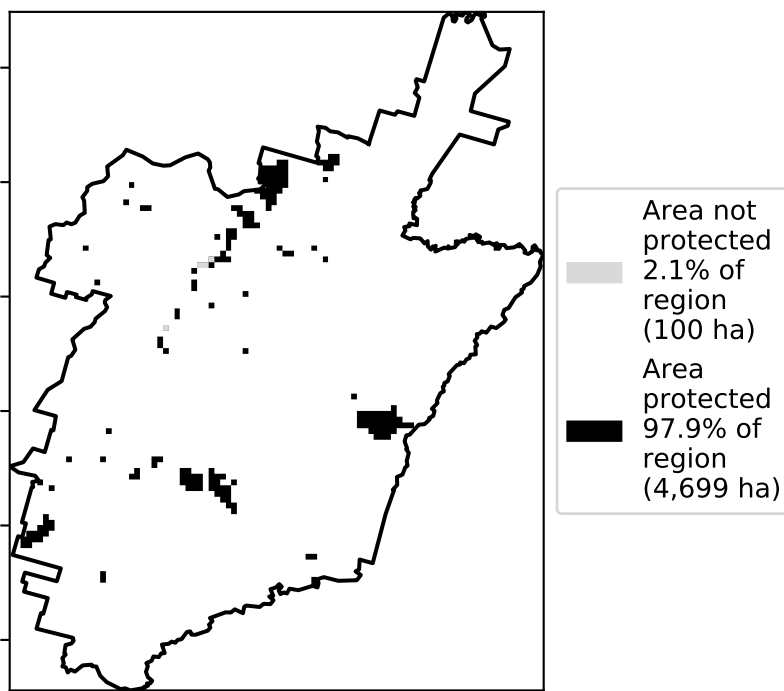 Area not
protected
2.1% of
region
(100 ha)
Area
protected
97.9% of
region
(4,699 ha)